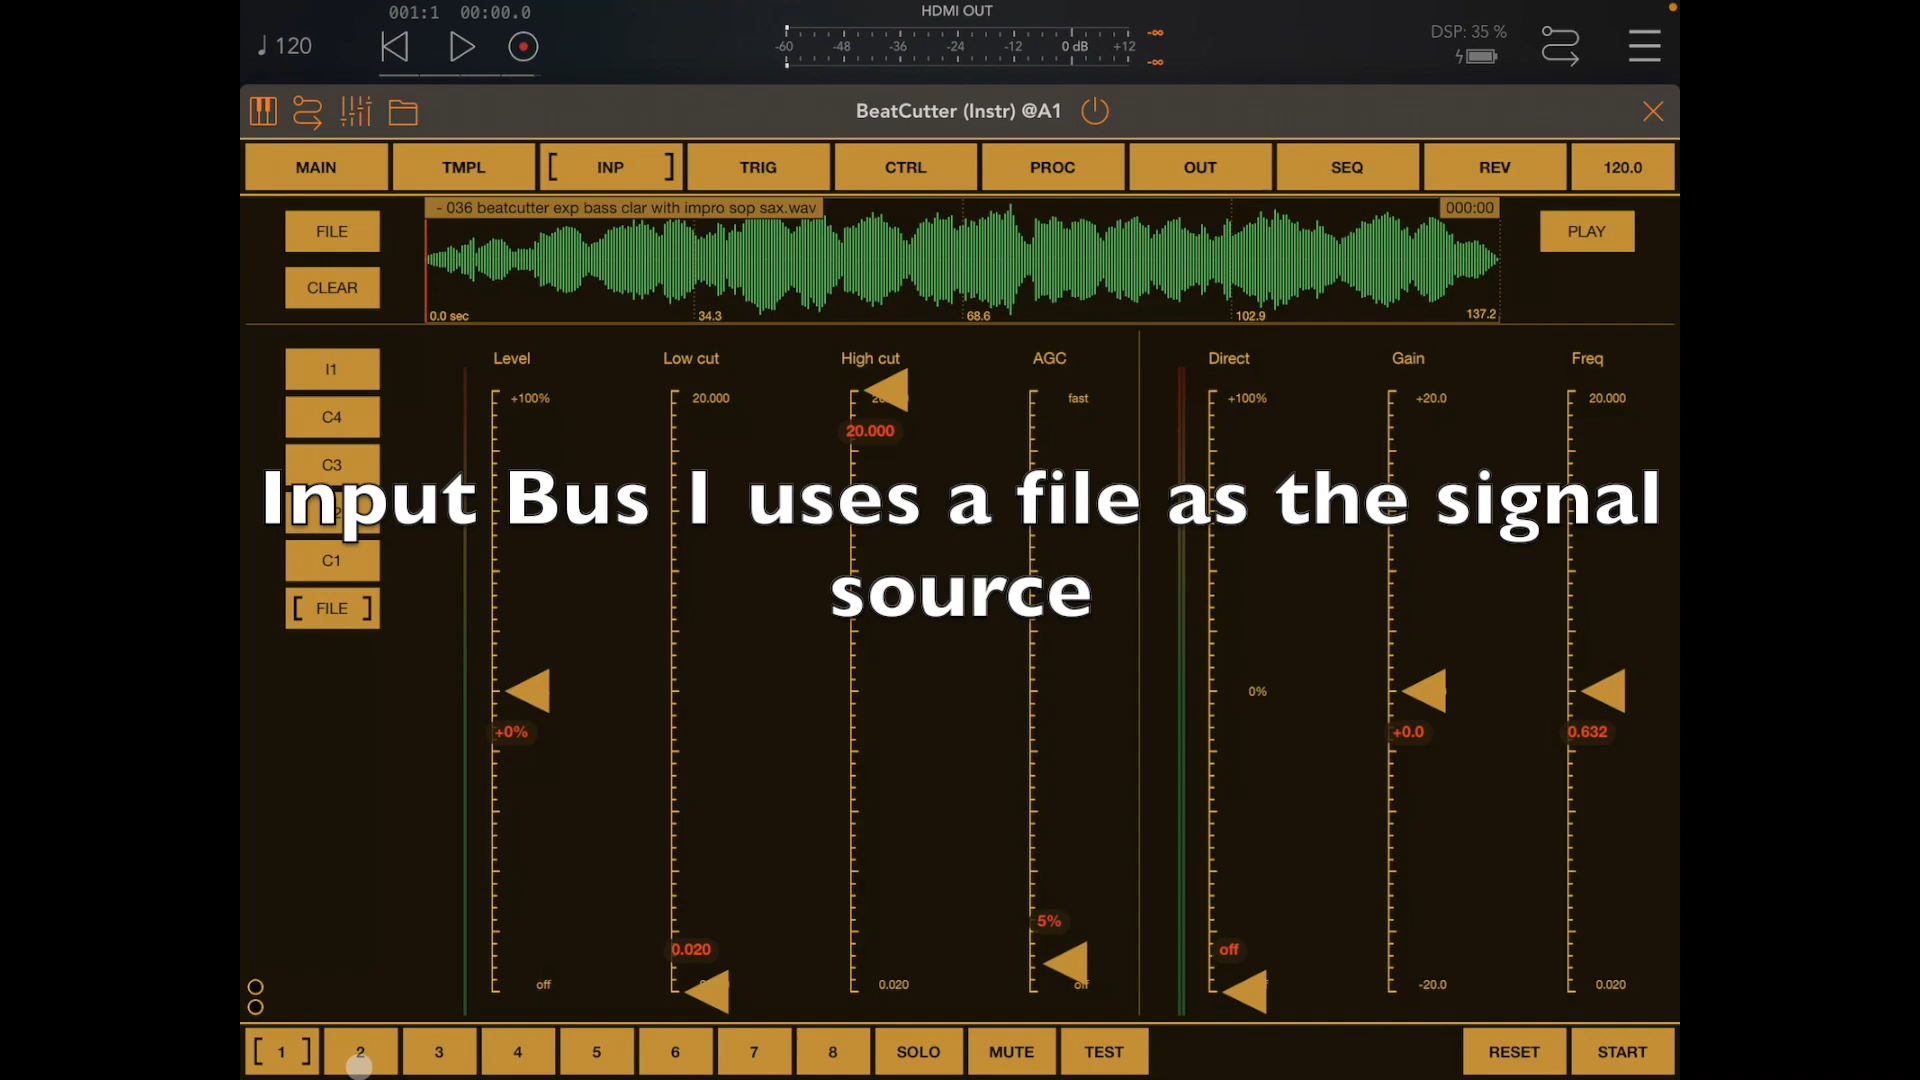 001:1 00:00.0
HDMI OUT
♩ 120
-60 -48 -36 -24 -12 0 dB +12
-∞
-∞
DSP: 35 %
BeatCutter (Instr) @A1
MAIN TMPL [ INP ] TRIG CTRL PROC OUT SEQ REV 120.0
- 036 beatcutter exp bass clar with impro sop sax.wav
000:00
FILE
PLAY
CLEAR
0.0 sec 34.3 68.6 102.9 137.2
Level Low cut High cut AGC Direct Gain Freq
I1
+100% 20.000 fast +100% +20.0 20.000
C4
20.000
C3
Input Bus 1 uses a file as the signal
source
C1
[ FILE ]
0%
+0% +0.0 0.632
5%
0.020 off
off 0.020 -20.0 0.020
[ 1 ] 2 3 4 5 6 7 8 SOLO MUTE TEST RESET START